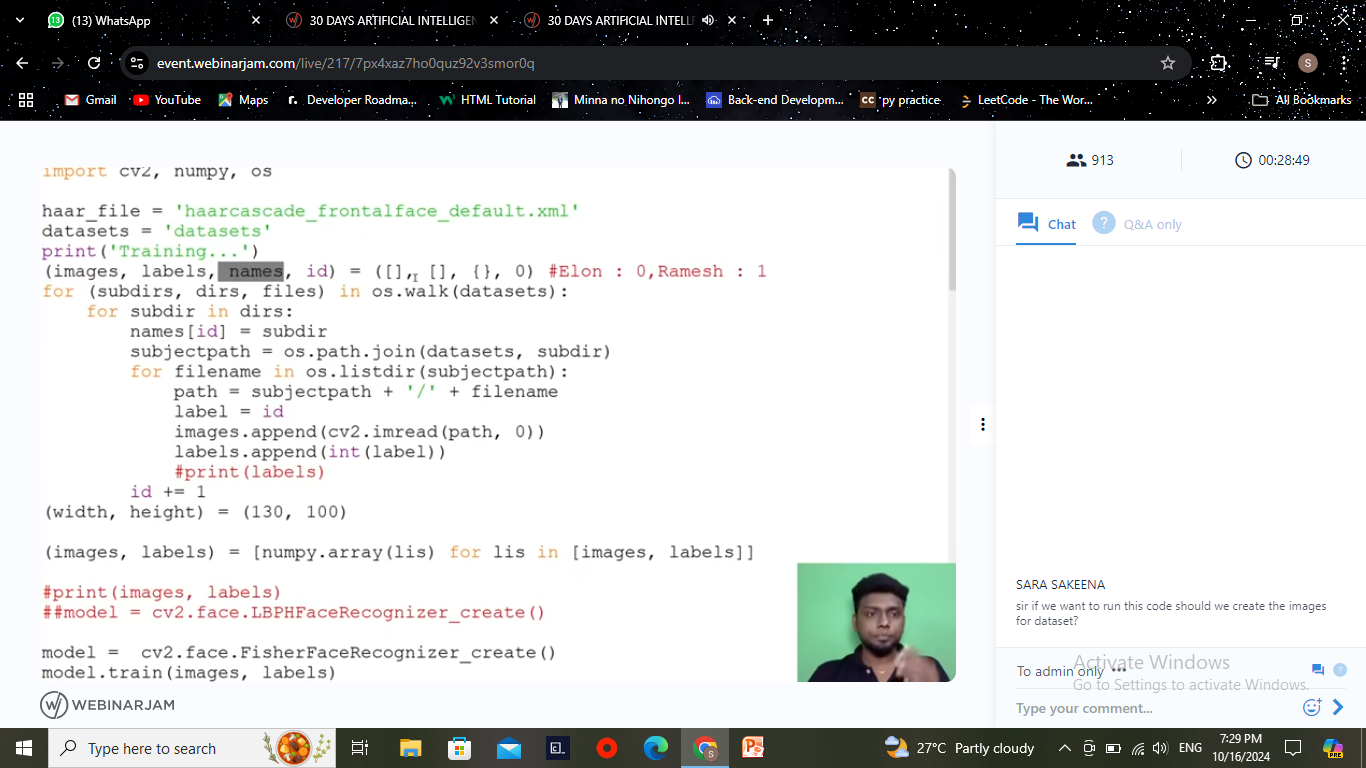 (13) WhatsApp
30 DAYS ARTIFICIAL INTELLIGEN
30 DAYS ARTIFICIAL INTELLI
event.webinarjam.com/live/217/7px4xaz7ho0quz92v3smor0q
S
Gmail
YouTube
Maps
Developer Roadma...
HTML Tutorial
Minna no Nihongo I...
Back-end Developm...
CC py practice
LeetCode - The Wor...
All Bookmarks
import cv2, numpy, os
haar_file = 'haarcascade_frontalface_default.xml'
datasets = 'datasets'
print('Training...')
(images, labels, names, id) = ([], [], {}, 0) #Elon : 0,Ramesh : 1
for (subdirs, dirs, files) in os.walk(datasets):
for subdir in dirs:
names[id] = subdir
subjectpath = os.path.join(datasets, subdir)
for filename in os.listdir(subjectpath):
path = subjectpath + '/' + filename
label = id
images.append(cv2.imread(path, 0))
labels.append(int(label))
#print(labels)
id += 1
(width, height) = (130, 100)
(images, labels) = [numpy.array(lis) for lis in [images, labels]]
#print(images, labels)
##model = cv2.face.LBPHFaceRecognizer_create()
model =  cv2.face.FisherFaceRecognizer_create()
model.train(images, labels)
WEBINARJAM
913
00:28:49
Chat
? Q&A only
SARA SAKEENA
sir if we want to run this code should we create the images
for dataset?
To admin only
Activate Windows
Go to Settings to activate Windows.
Type your comment...
Type here to search
27°C Partly cloudy
ENG
7:29 PM
10/16/2024
PRE